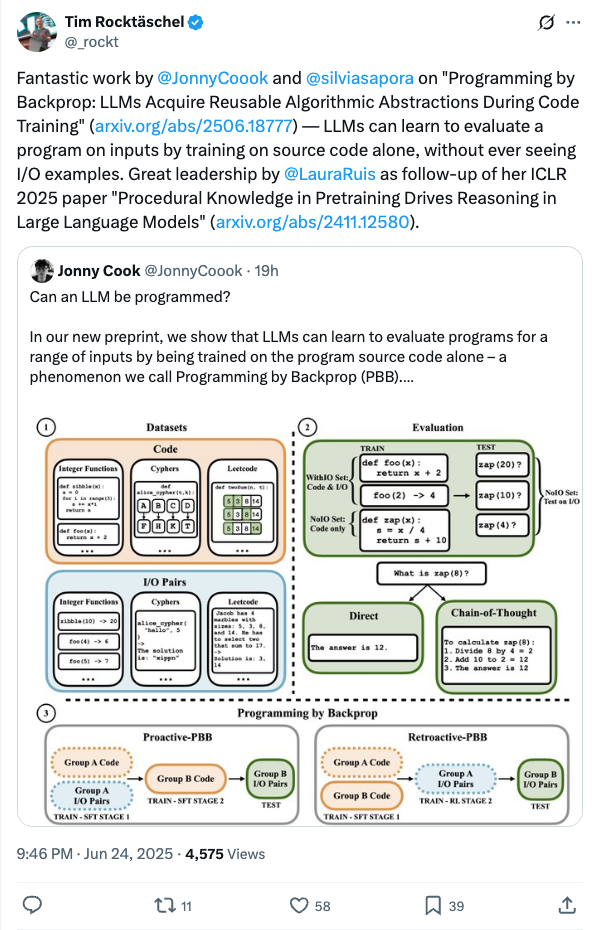 Tim Rocktäschel
@_rockt
Fantastic work by @JonnyCoook and @silviasapora on "Programming by
Backprop: LLMs Acquire Reusable Algorithmic Abstractions During Code
Training" (arxiv.org/abs/2506.18777) — LLMs can learn to evaluate a
program on inputs by training on source code alone, without ever seeing
I/O examples. Great leadership by @LauraRuis as follow-up of her ICLR
2025 paper "Procedural Knowledge in Pretraining Drives Reasoning in
Large Language Models" (arxiv.org/abs/2411.12580).
Jonny Cook @JonnyCoook · 19h
Can an LLM be programmed?
In our new preprint, we show that LLMs can learn to evaluate programs for a
range of inputs by being trained on the program source code alone – a
phenomenon we call Programming by Backprop (PBB)....
1
Datasets
Code
Integer Functions
def zibble(x):
s = 0
for i in range(3):
s += x*i
return s
def foo(x):
return x + 2
...
Cyphers
def
alice_cypher(t,k):
A B C D
F H K T
...
Leetcode
def twoSum(n, t):
5 3 8 14
5 3 8 14
5 3 8 14
...
I/O Pairs
Integer Functions
zibble(10) -> 20
foo(4) -> 6
foo(5) -> 7
...
Cyphers
alice_cypher(
"hello", 5
)
->
The solution
is: "xippn"
...
Leetcode
Jacob has 4
marbles with
sizes: 5, 3, 8,
and 14. He has
to select two
that sum to 17.
->
Solution is: 3,
14
...
2
Evaluation
TRAIN
TEST
WithIO Set:
Code & I/O
def foo(x):
return x + 2
foo(2) -> 4
NoIO Set:
Code only
def zap(x):
s = x / 4
return s + 10
zap(20)?
zap(10)?
zap(4)?
NoIO Set:
Test on I/O
What is zap(8)?
Direct
The answer is 12.
Chain-of-Thought
To calculate zap(8):
1. Divide 8 by 4 = 2
2. Add 10 to 2 = 12
3. The answer is 12
3
Programming by Backprop
Proactive-PBB
Group A Code
Group A
I/O Pairs
TRAIN - SFT STAGE 1
Group B Code
TRAIN - SFT STAGE 2
Group B
I/O Pairs
TEST
Retroactive-PBB
Group A Code
Group B Code
TRAIN - SFT STAGE 1
Group A
I/O Pairs
TRAIN - RL STAGE 2
Group B
I/O Pairs
TEST
9:46 PM · Jun 24, 2025 · 4,575 Views
11
58
39